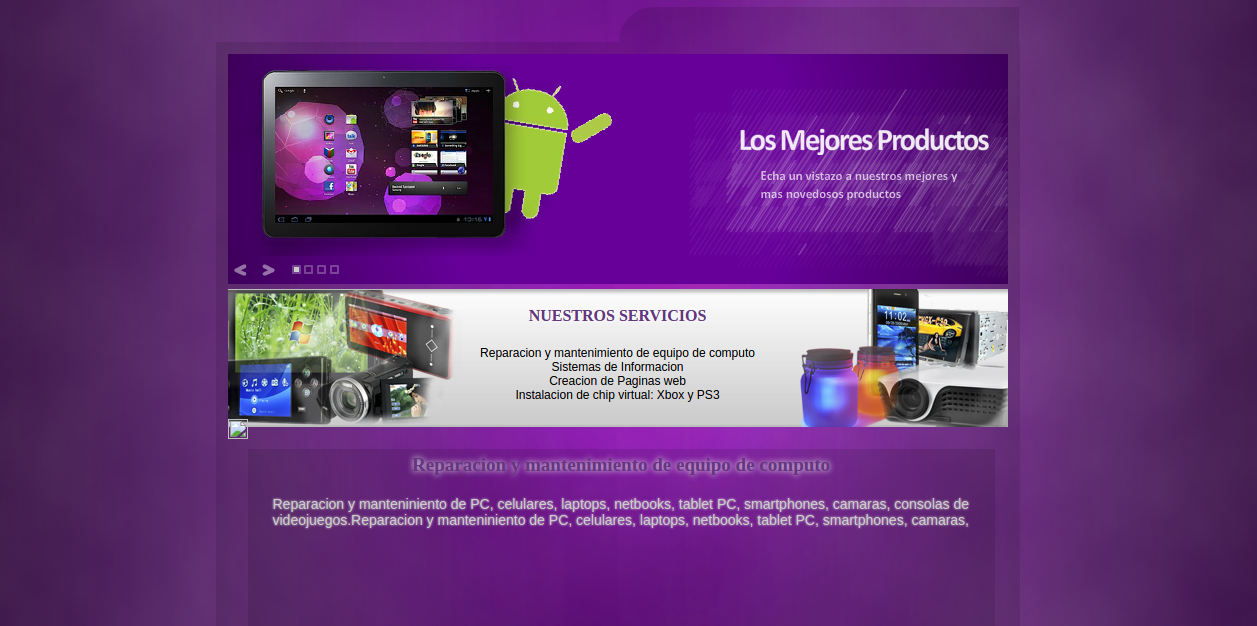 Los Mejores Productos
Echa un vistazo a nuestros mejores y
mas novedosos productos
NUESTROS SERVICIOS
Reparacion y mantenimiento de equipo de computo
Sistemas de Informacion
Creacion de Paginas web
Instalacion de chip virtual: Xbox y PS3
11:02
Reparacion y mantenimiento de equipo de computo
Reparacion y manteniniento de PC, celulares, laptops, netbooks, tablet PC, smartphones, camaras, consolas de
videojuegos.Reparacion y manteniniento de PC, celulares, laptops, netbooks, tablet PC, smartphones, camaras,